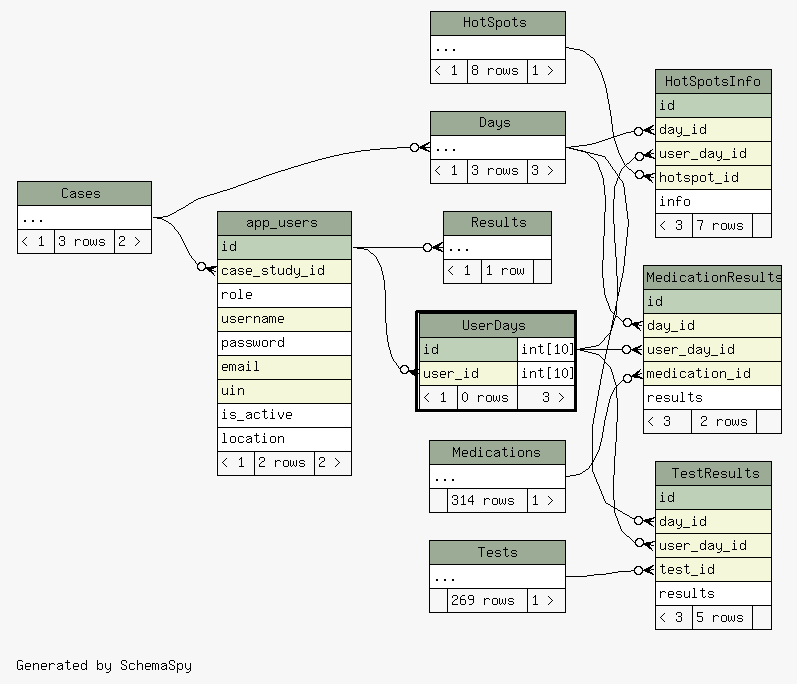 HotSpots
...
< 1 8 rows 1 >
HotSpotsInfo
id
day_id
user_day_id
hotspot_id
info
< 3 7 rows
Days
...
< 1 3 rows 3 >
Cases
...
< 1 3 rows 2 >
app_users
id
case_study_id
role
username
password
email
uin
is_active
location
< 1 2 rows 2 >
Results
...
< 1 1 row
UserDays
id int[10]
user_id int[10]
< 1 0 rows 3 >
MedicationResults
id
day_id
user_day_id
medication_id
results
< 3 2 rows
Medications
...
314 rows 1 >
TestResults
id
day_id
user_day_id
test_id
results
< 3 5 rows
Tests
...
269 rows 1 >
Generated by SchemaSpy